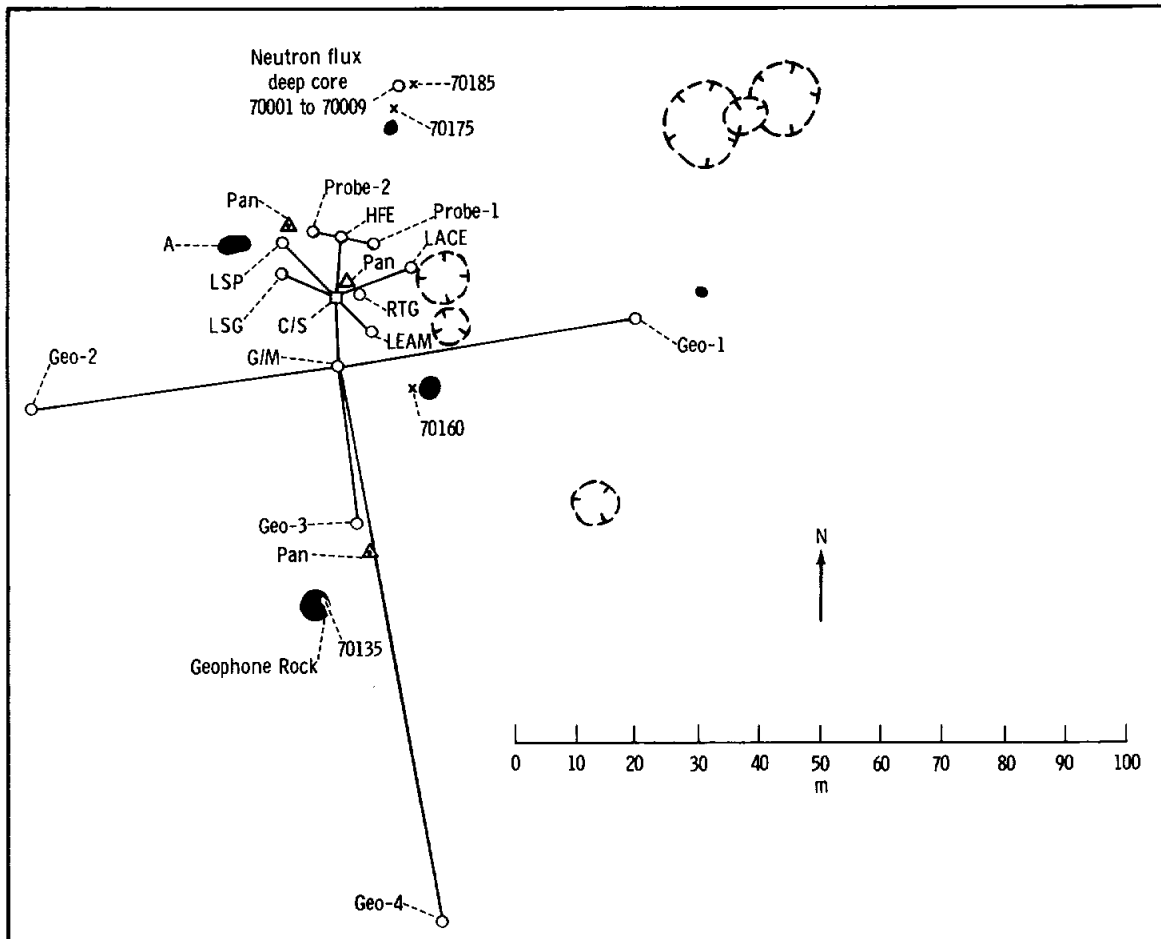 Neutron flux
deep core
70001 to 70009
70185
70175
Pan
Probe-2
HFE
Probe-1
A
LACE
LSP
Pan
LSG
C/S
RTG
LEAM
G/M
Geo-1
Geo-2
70160
Geo-3
Pan
N
70135
Geophone Rock
0 10 20 30 40 50 60 70 80 90 100
m
Geo-4